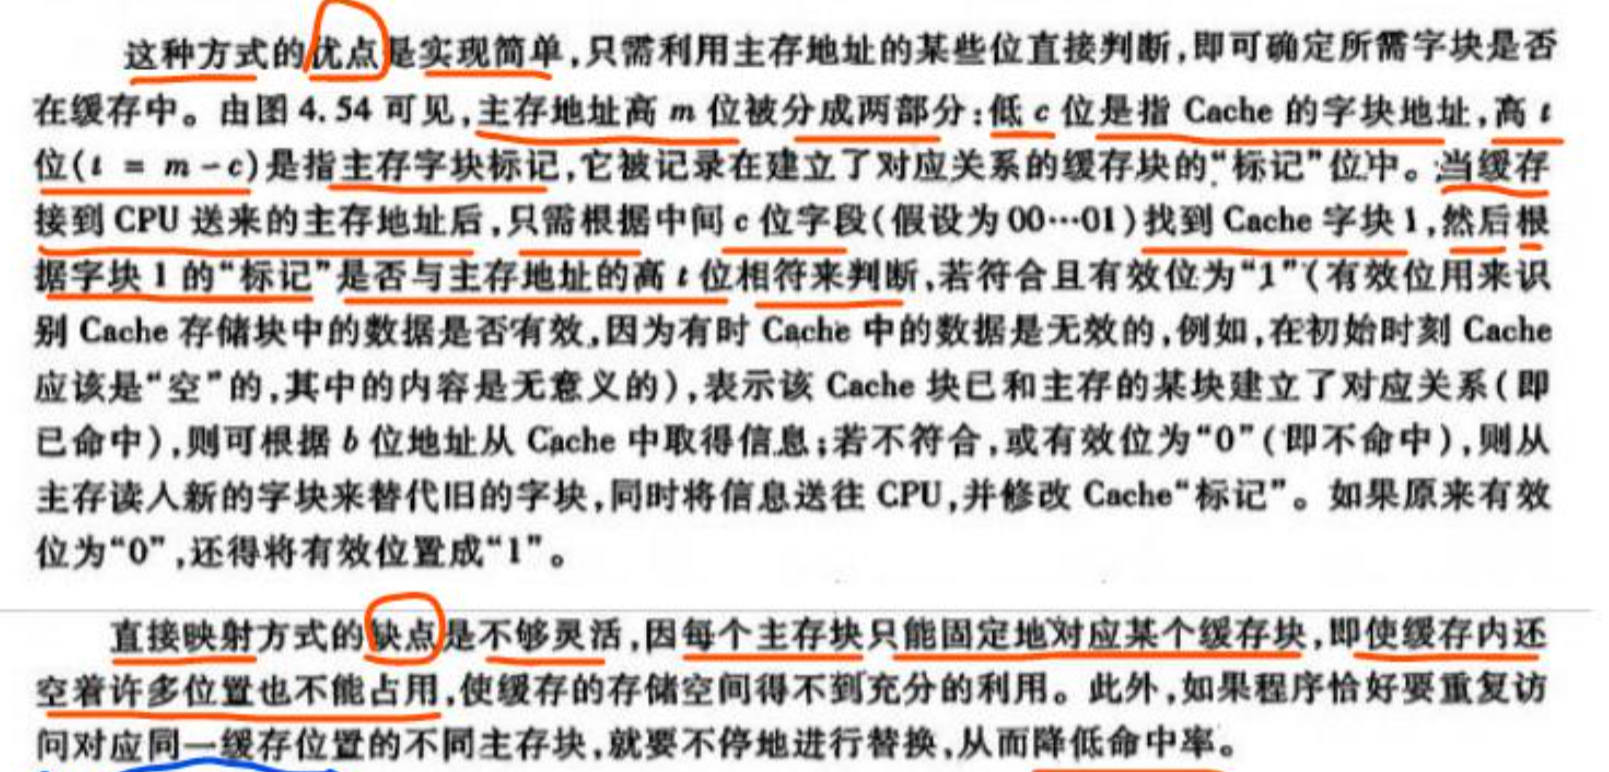 这种方式的优点是实现简单,只需利用主存地址的某些位直接判断,即可确定所需字块是否
在缓存中。由图 4.54 可见,主存地址高 m 位被分成两部分:低 c 位是指 Cache 的字块地址,高 t
位(t = m - c)是指主存字块标记,它被记录在建立了对应关系的缓存块的“标记”位中。当缓存
接到 CPU 送来的主存地址后,只需根据中间 c 位字段(假设为 00…01)找到 Cache 字块 1,然后根
据字块 1 的“标记”是否与主存地址的高 t 位相符来判断,若符合且有效位为“1”(有效位用来识
别 Cache 存储块中的数据是否有效,因为有时 Cache 中的数据是无效的,例如,在初始时刻 Cache
应该是“空”的,其中的内容是无意义的),表示该 Cache 块已和主存的某块建立了对应关系(即
已命中),则可根据 b 位地址从 Cache 中取得信息;若不符合,或有效位为“0”(即不命中),则从
主存读入新的字块来替代旧的字块,同时将信息送往 CPU,并修改 Cache“标记”。如果原来有效
位为“0”,还得将有效位置成“1”。
直接映射方式的缺点是不够灵活,因每个主存块只能固定地对应某个缓存块,即使缓存内还
空着许多位置也不能占用,使缓存的存储空间得不到充分的利用。此外,如果程序恰好要重复访
问对应同一缓存位置的不同主存块,就要不停地进行替换,从而降低命中率。